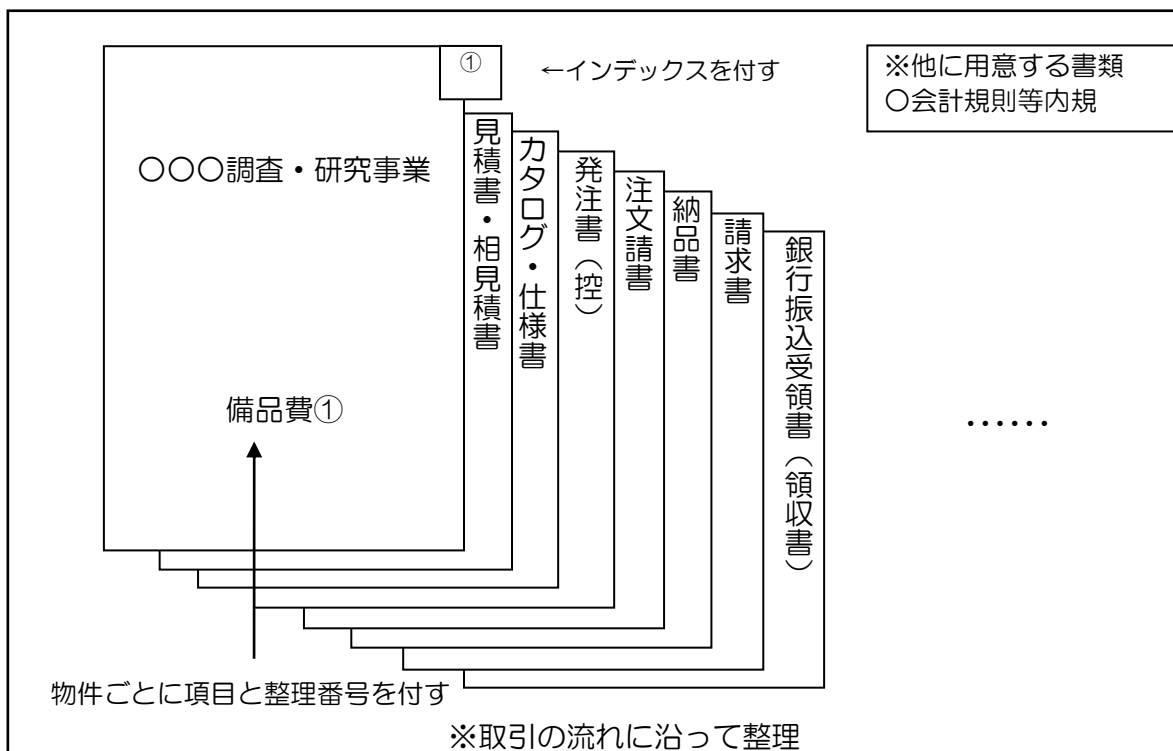 ①
←インデックスを付す
※他に用意する書類
○会計規則等内規
○○○調査・研究事業
備品費①
見積書・相見積書
カタログ・仕様書
発注書（控）
注文請書
納品書
請求書
銀行振込受領書（領収書）
……
物件ごとに項目と整理番号を付す
※取引の流れに沿って整理